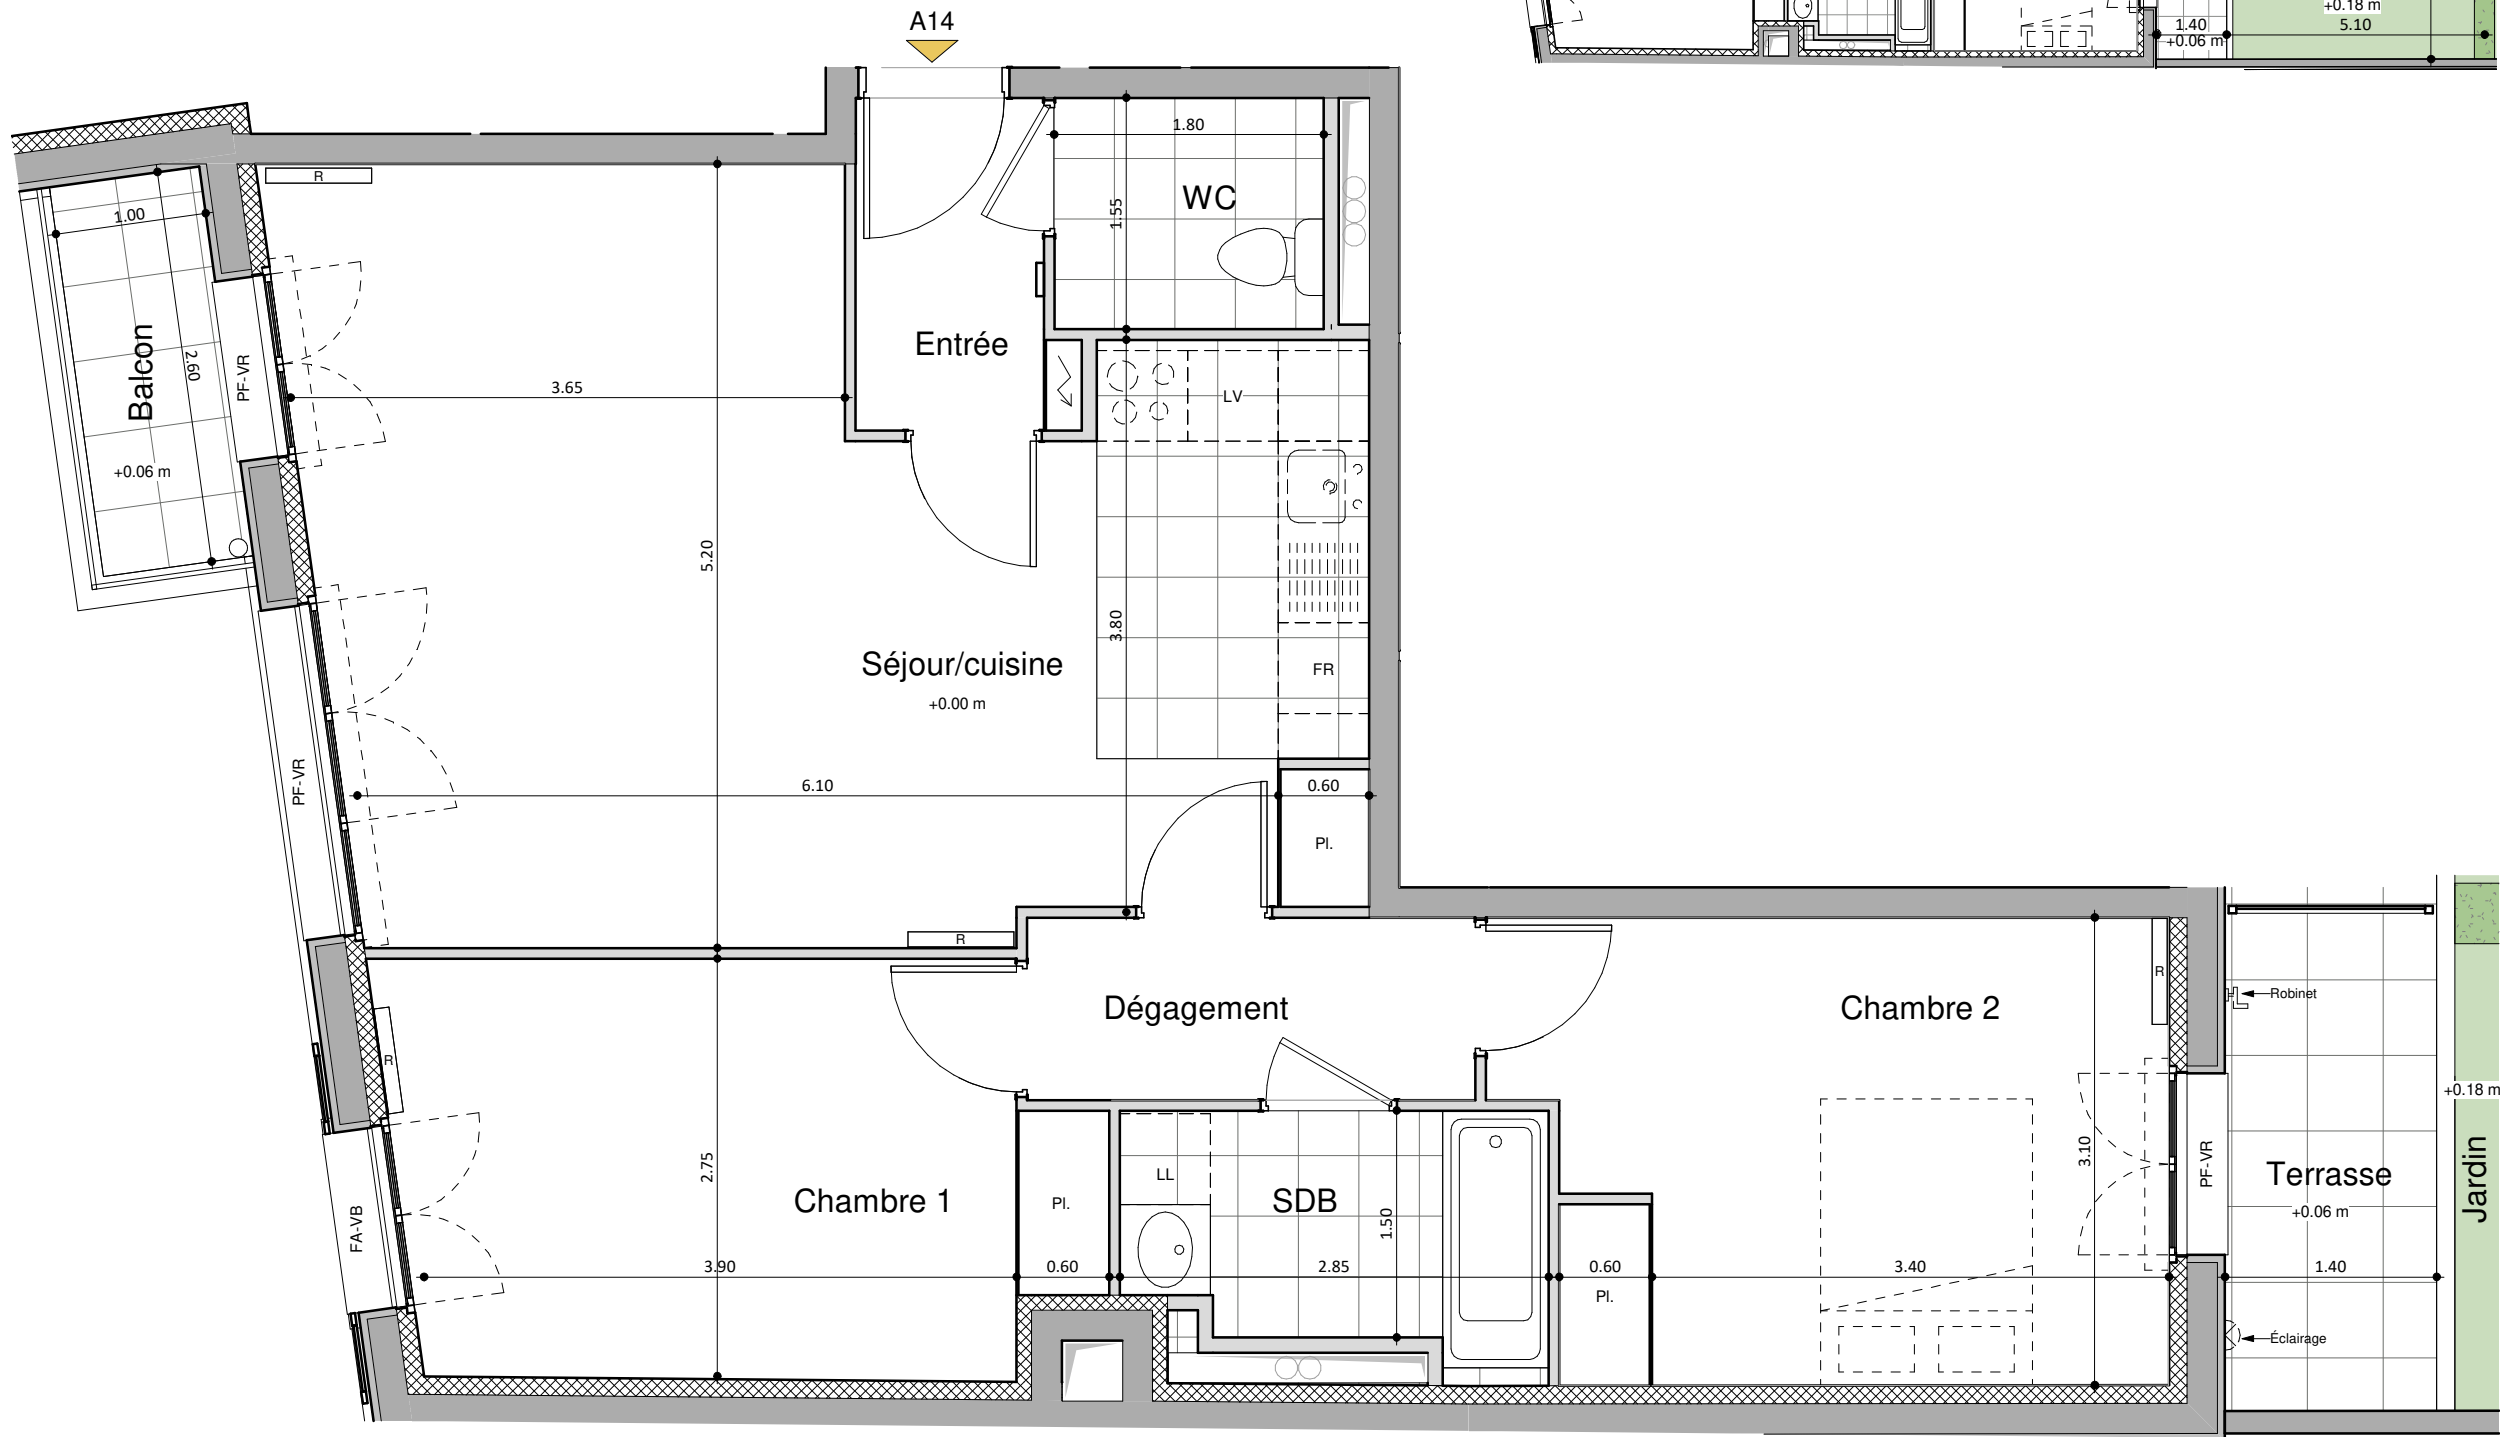 A14
+0.18 m
1.40
5.10
+0.06 m
R
1.80
WC
1.55
1.00
Balcon
2.60
PF-VR
+0.06 m
3.65
Entrée
LV
5.20
3.80
Séjour/cuisine
+0.00 m
FR
PF-VR
6.10
0.60
Pl.
R
Dégagement
Chambre 2
R
Robinet
R
+0.18 m
2.75
Chambre 1
FA-VB
Pl.
LL
SDB
1.50
3.10
PF-VR
Terrasse
+0.06 m
Jardin
3.90
0.60
2.85
0.60
Pl.
3.40
1.40
Éclairage